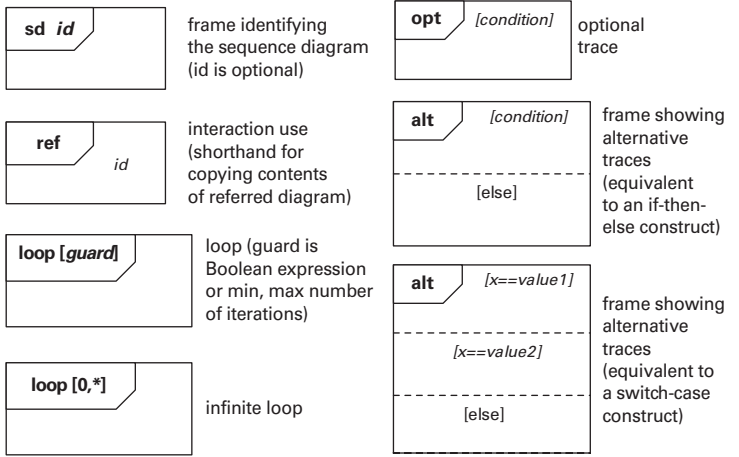 sd id
frame identifying
the sequence diagram
(id is optional)
ref
id
interaction use
(shorthand for
copying contents
of referred diagram)
loop [guard]
loop (guard is
Boolean expression
or min, max number
of iterations)
loop [0,*]
infinite loop
opt
[condition]
optional
trace
alt
[condition]
[else]
frame showing
alternative
traces
(equivalent
to an if-then-
else construct)
alt
[x==value1]
[x==value2]
[else]
frame showing
alternative
traces
(equivalent to
a switch-case
construct)